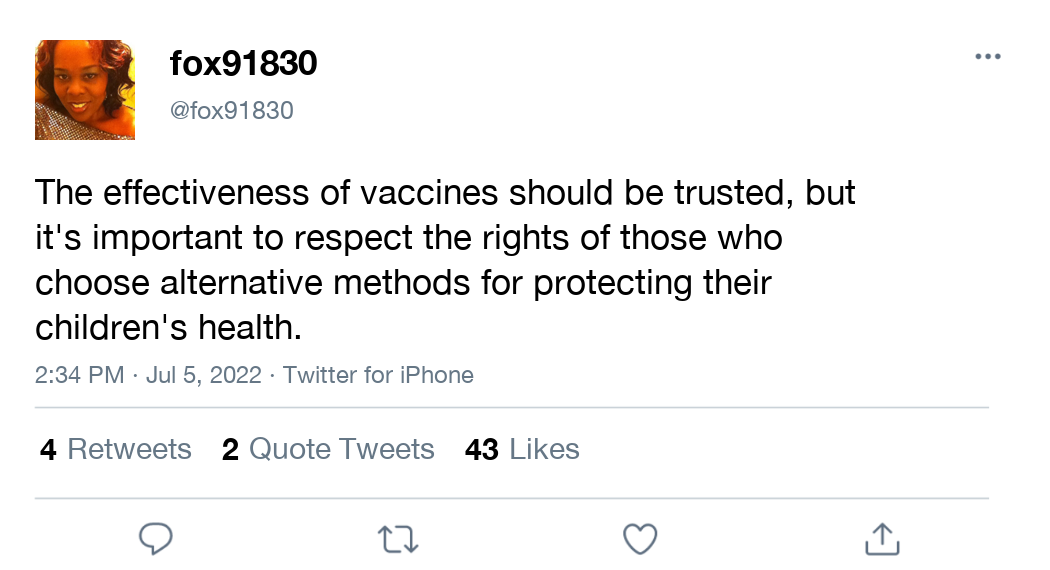 fox91830
@fox91830
The effectiveness of vaccines should be trusted, but
it's important to respect the rights of those who
choose alternative methods for protecting their
children's health.
2:34 PM · Jul 5, 2022 · Twitter for iPhone
4 Retweets 2 Quote Tweets 43 Likes